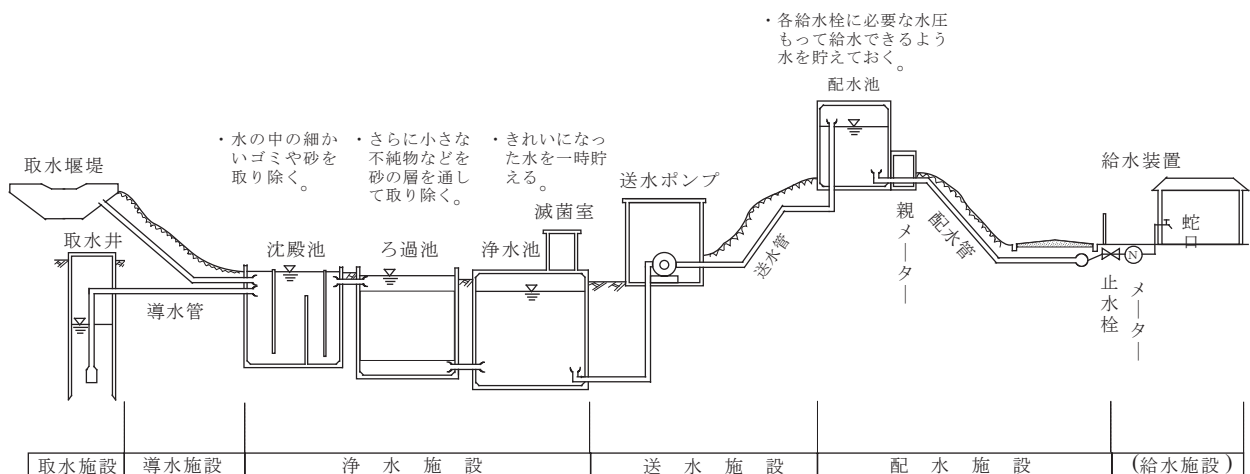 ・各給水栓に必要な水圧
もって給水できるよう
水を貯えておく。
配水池
・水の中の細か
いゴミや砂を
取り除く。
・さらに小さな
不純物などを
砂の層を通し
て取り除く。
・きれいになっ
た水を一時貯
える。
取水堰堤
取水井
導水管
沈殿池
ろ過池
浄水池
滅菌室
送水ポンプ
送水管
親メーター
配水管
給水装置
蛇
N
止水栓
メーター
取水施設
導水施設
浄水施設
送水施設
配水施設
(給水施設)